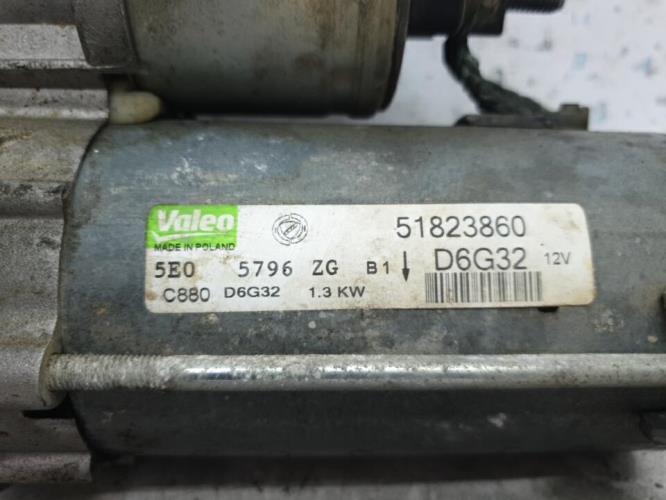 Valeo 51823860
MADE IN POLAND
5E0 5796 ZG B1 ↓ D6G32 12V
C880 D6G32 1.3 KW